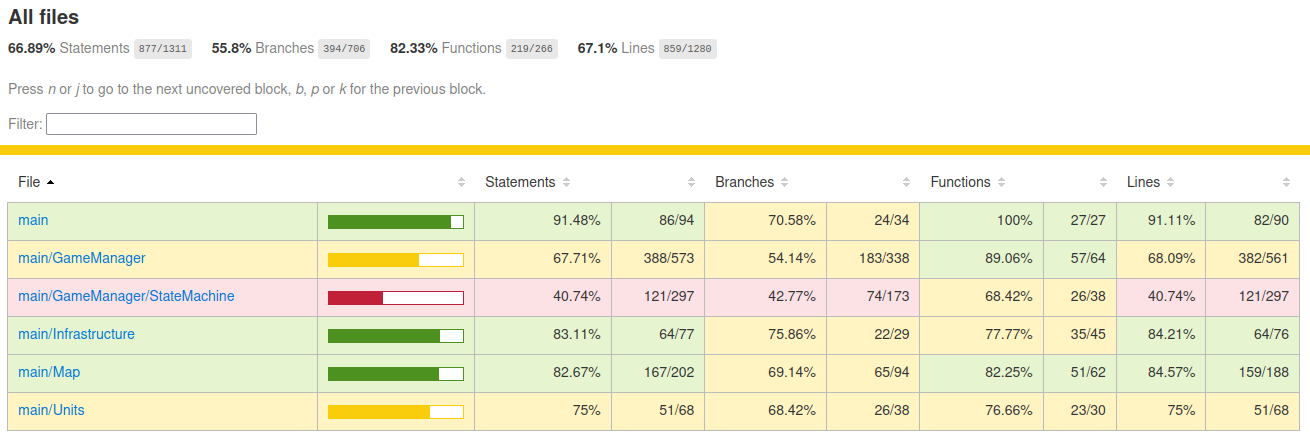 All files
66.89% Statements 877/1311 55.8% Branches 394/706 82.33% Functions 219/266 67.1% Lines 859/1280
Press n or j to go to the next uncovered block, b, p or k for the previous block.
Filter:
File Statements Branches Functions Lines
main 91.48% 86/94 70.58% 24/34 100% 27/27 91.11% 82/90
main/GameManager 67.71% 388/573 54.14% 183/338 89.06% 57/64 68.09% 382/561
main/GameManager/StateMachine 40.74% 121/297 42.77% 74/173 68.42% 26/38 40.74% 121/297
main/Infrastructure 83.11% 64/77 75.86% 22/29 77.77% 35/45 84.21% 64/76
main/Map 82.67% 167/202 69.14% 65/94 82.25% 51/62 84.57% 159/188
main/Units 75% 51/68 68.42% 26/38 76.66% 23/30 75% 51/68